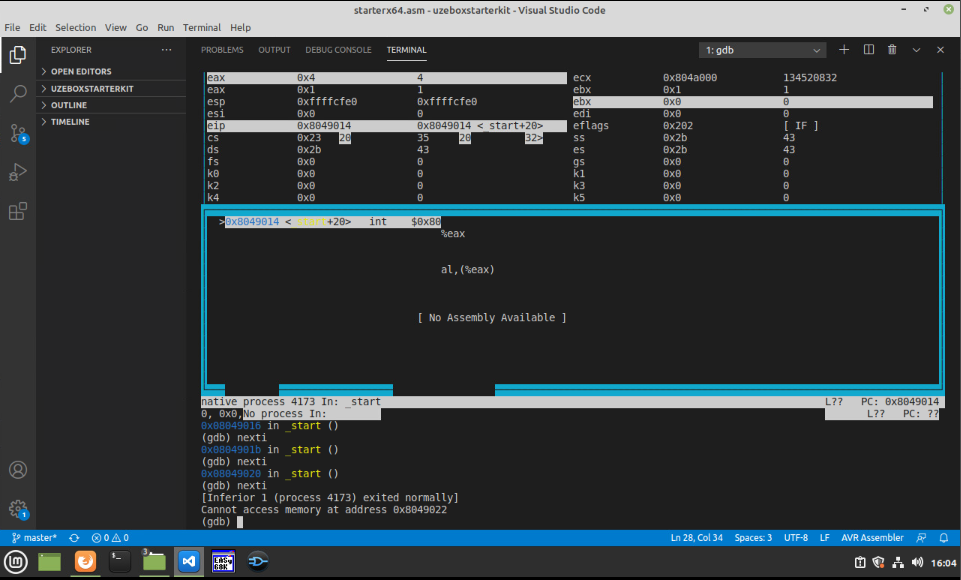 starterx64.asm - uzeboxstarterkit - Visual Studio Code
File Edit Selection View Go Run Terminal Help
EXPLORER
OPEN EDITORS
UZEBOXSTARTERKIT
OUTLINE
TIMELINE
PROBLEMS OUTPUT DEBUG CONSOLE TERMINAL
1: gdb
eax 0x4 4 ecx 0x804a000 134520832
eax 0x1 1 ebx 0x1 1
esp 0xffffcfe0 0xffffcfe0 ebx 0x0 0
esi 0x0 0 edi 0x0 0
eip 0x8049014 0x8049014 <_start+20> eflags 0x202 [ IF ]
cs 0x23 20 35 20 32> ss 0x2b 43
ds 0x2b 43 es 0x2b 43
fs 0x0 0 gs 0x0 0
k0 0x0 0 k1 0x0 0
k2 0x0 0 k3 0x0 0
k4 0x0 0 k5 0x0 0
>0x8049014 <_start+20> int $0x80
%eax
al,(%eax)
[ No Assembly Available ]
native process 4173 In: _start L?? PC: 0x8049014
0, 0x0,No process In: L?? PC: ??
0x08049016 in _start ()
(gdb) nexti
0x0804901b in _start ()
(gdb) nexti
0x08049020 in _start ()
(gdb) nexti
[Inferior 1 (process 4173) exited normally]
Cannot access memory at address 0x8049022
(gdb)
5
1
master* 0 0 Ln 28, Col 34 Spaces: 3 UTF-8 LF AVR Assembler
3
EASy68K
16:04